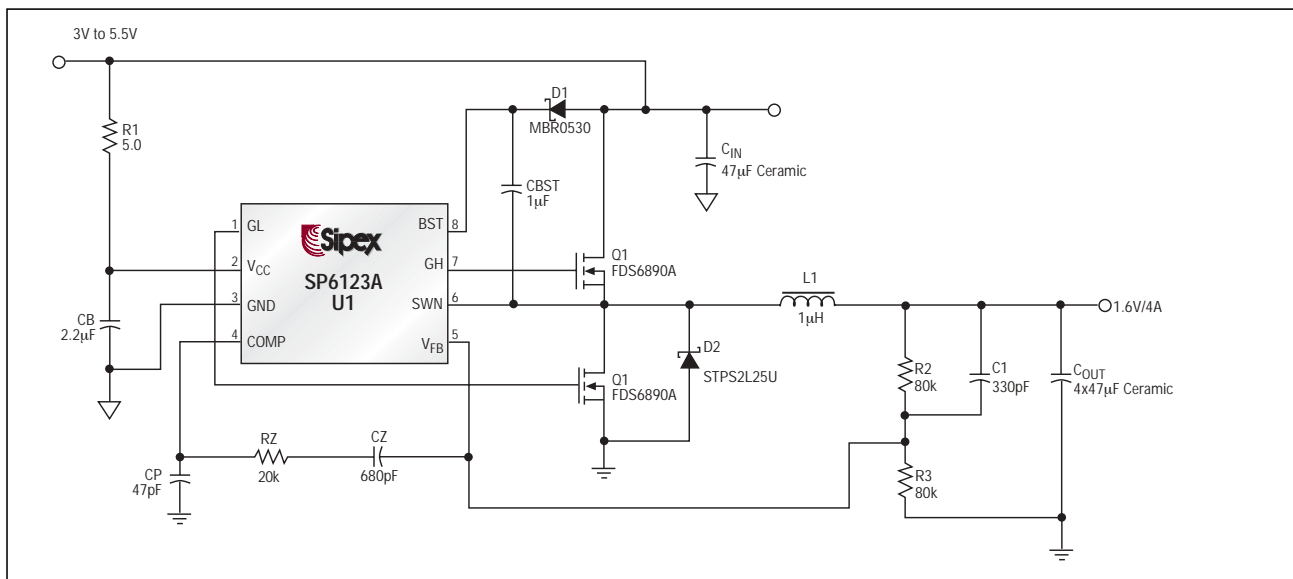 3V to 5.5V
R1
5.0
D1
MBR0530
CIN
47µF Ceramic
CBST
1µF
1 GL
BST 8
Sipex
2 VCC
GH 7
SP6123A
U1
3 GND
SWN 6
4 COMP
VFB 5
Q1
FDS6890A
L1
1µH
1.6V/4A
CB
2.2µF
D2
STPS2L25U
Q1
FDS6890A
R2
80k
C1
330pF
COUT
4x47µF Ceramic
RZ
20k
CZ
680pF
CP
47pF
R3
80k